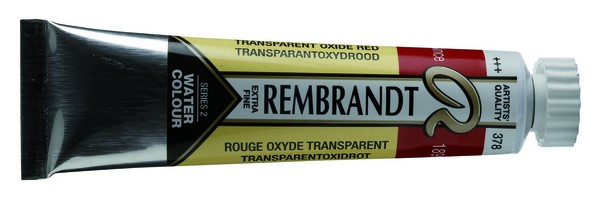 TRANSPARENT OXIDE RED
TRANSPARANTOXYDROOD
SERIES 2
WATER
COLOUR
EXTRA
FINE
REMBRANDT
ROUGE OXYDE TRANSPARENT
TRANSPARENTOXIDROT
+++
ARTISTS'
QUALITY
378